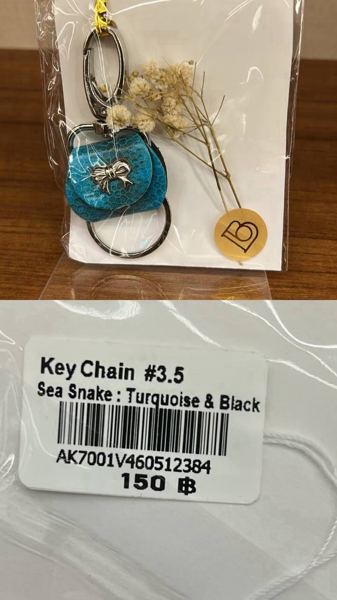 B
Key Chain #3.5
Sea Snake : Turquoise & Black
AK7001V460512384
150 ฿